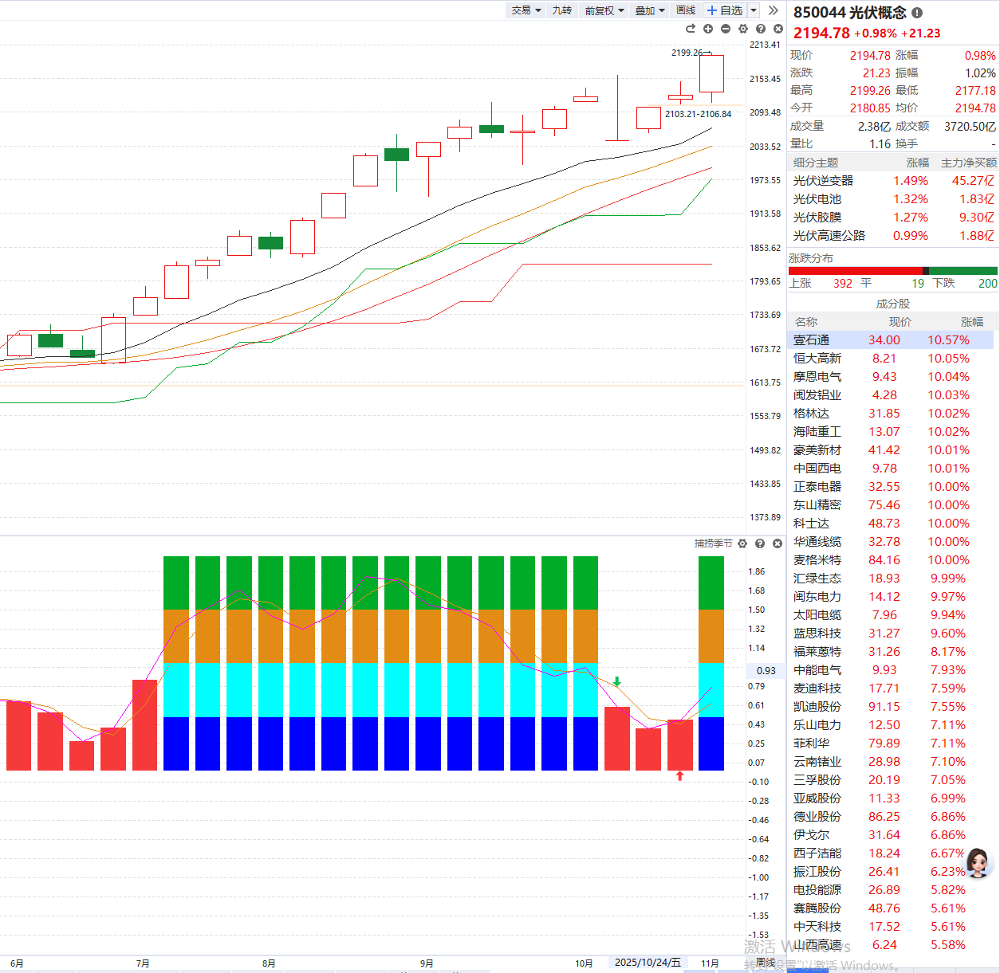 交易 九转 前复权 叠加 画线 自选
2199.26
2103.21-2106.84
2213.41
2153.45
2093.48
2033.52
1973.55
1913.58
1853.62
1793.65
1733.69
1673.72
1613.75
1553.79
1493.82
1433.85
1373.89
捕捞季节
1.86
1.68
1.50
1.32
1.14
0.93
0.79
0.61
0.43
0.25
0.07
-0.10
-0.28
-0.46
-0.64
-0.82
-1.00
-1.17
-1.35
-1.53
6月 7月 8月 9月 10月 2025/10/24/五 11月 周线
850044 光伏概念
2194.78 +0.98% +21.23
现价 2194.78 涨幅 0.98%
涨跌 21.23 振幅 1.02%
最高 2199.26 最低 2177.18
今开 2180.85 均价 2194.78
成交量 2.38亿 成交额 3720.50亿
量比 1.16 换手 -
细分主题 涨幅 主力净买额
光伏逆变器 1.49% 45.27亿
光伏电池 1.32% 1.83亿
光伏胶膜 1.27% 9.30亿
光伏高速公路 0.99% 1.88亿
涨跌分布
上涨 392 平 19 下跌 200
成分股
名称 现价 涨幅
壹石通 34.00 10.57%
恒大高新 8.21 10.05%
摩恩电气 9.43 10.04%
闽发铝业 4.28 10.03%
格林达 31.85 10.02%
海陆重工 13.07 10.02%
豪美新材 41.42 10.01%
中国西电 9.78 10.01%
正泰电器 32.55 10.00%
东山精密 75.46 10.00%
科士达 48.73 10.00%
华通线缆 32.78 10.00%
麦格米特 84.16 10.00%
汇绿生态 18.93 9.99%
闽东电力 14.12 9.97%
太阳电缆 7.96 9.94%
蓝思科技 31.27 9.60%
福莱蒽特 31.26 8.17%
中能电气 9.93 7.93%
麦迪科技 17.71 7.59%
凯迪股份 91.15 7.55%
乐山电力 12.50 7.11%
菲利华 79.89 7.11%
云南锗业 28.98 7.10%
三孚股份 20.19 7.05%
亚威股份 11.33 6.99%
德业股份 86.25 6.86%
伊戈尔 31.64 6.86%
西子洁能 18.24 6.67%
振江股份 26.41 6.23%
电投能源 26.89 5.82%
赛腾股份 48.76 5.61%
中天科技 17.52 5.61%
山西高速 6.24 5.58%
激活 Windows
转到"设置"以激活 Windows。